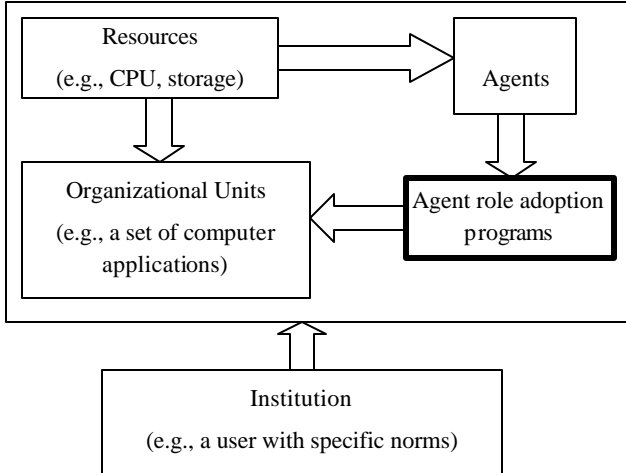 Resources
(e.g., CPU, storage)
Agents
Organizational Units
(e.g., a set of computer
applications)
Agent role adoption
programs
Institution
(e.g., a user with specific norms)